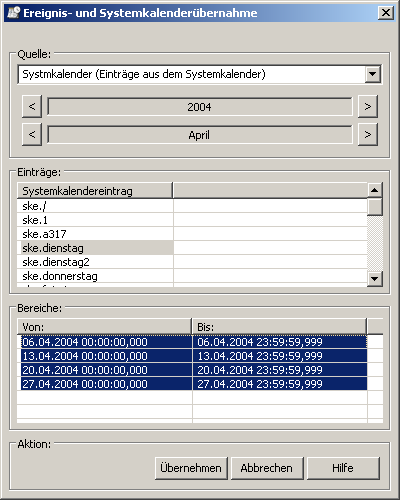 Ereignis- und Systemkalenderübernahme
Quelle:
Systmkalender (Einträge aus dem Systemkalender)
< 2004 >
< April >
Einträge:
Systemkalendereintrag
ske./
ske.1
ske.a317
ske.dienstag
ske.dienstag2
ske.donnerstag
Bereiche:
Von: Bis:
06.04.2004 00:00:00,000 06.04.2004 23:59:59,999
13.04.2004 00:00:00,000 13.04.2004 23:59:59,999
20.04.2004 00:00:00,000 20.04.2004 23:59:59,999
27.04.2004 00:00:00,000 27.04.2004 23:59:59,999
Aktion:
Übernehmen Abbrechen Hilfe